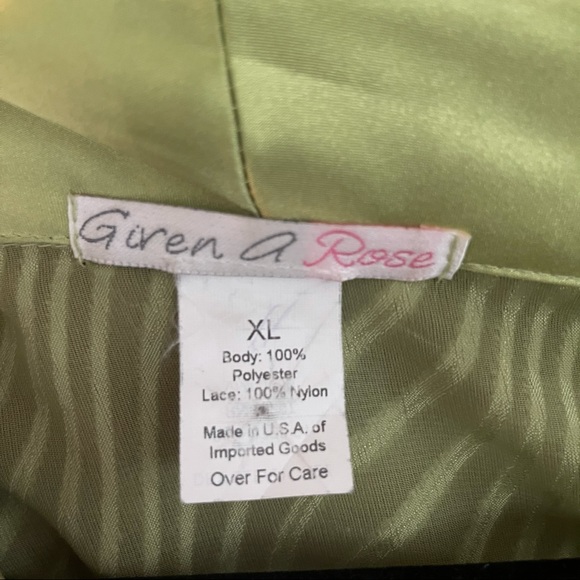 Given A Rose
XL
Body: 100%
Polyester
Lace: 100% Nylon
Made in U.S.A. of
Imported Goods
Over For Care